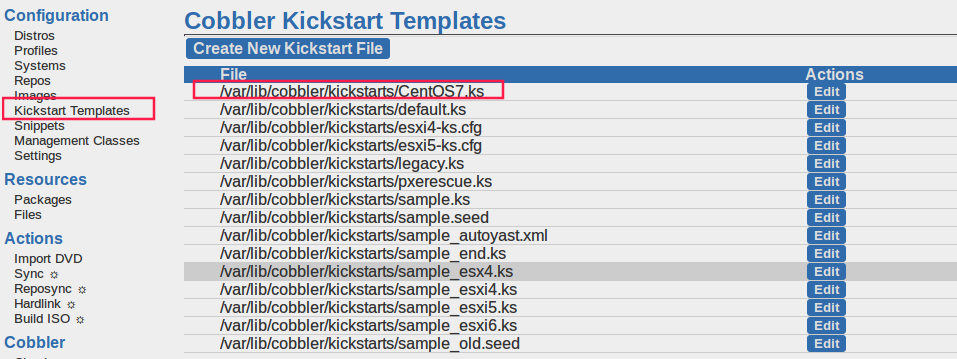 Configuration
Distros
Profiles
Systems
Repos
Images
Kickstart Templates
Snippets
Management Classes
Settings
Resources
Packages
Files
Actions
Import DVD
Sync ☼
Reposync ☼
Hardlink ☼
Build ISO ☼
Cobbler
Cobbler Kickstart Templates
Create New Kickstart File
File Actions
/var/lib/cobbler/kickstarts/CentOS7.ks Edit
/var/lib/cobbler/kickstarts/default.ks Edit
/var/lib/cobbler/kickstarts/esxi4-ks.cfg Edit
/var/lib/cobbler/kickstarts/esxi5-ks.cfg Edit
/var/lib/cobbler/kickstarts/legacy.ks Edit
/var/lib/cobbler/kickstarts/pxerescue.ks Edit
/var/lib/cobbler/kickstarts/sample.ks Edit
/var/lib/cobbler/kickstarts/sample.seed Edit
/var/lib/cobbler/kickstarts/sample_autoyast.xml Edit
/var/lib/cobbler/kickstarts/sample_end.ks Edit
/var/lib/cobbler/kickstarts/sample_esx4.ks Edit
/var/lib/cobbler/kickstarts/sample_esxi4.ks Edit
/var/lib/cobbler/kickstarts/sample_esxi5.ks Edit
/var/lib/cobbler/kickstarts/sample_esxi6.ks Edit
/var/lib/cobbler/kickstarts/sample_old.seed Edit